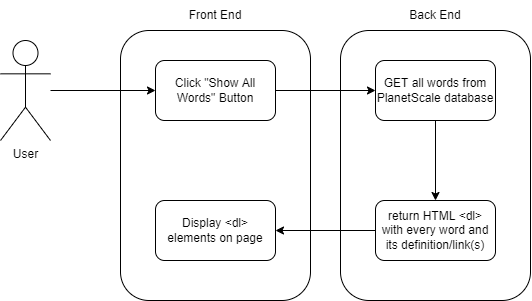 Front End
Back End
Click "Show All
Words" Button
GET all words from
PlanetScale database
User
Display <dl>
elements on page
return HTML <dl>
with every word and
its definition/link(s)